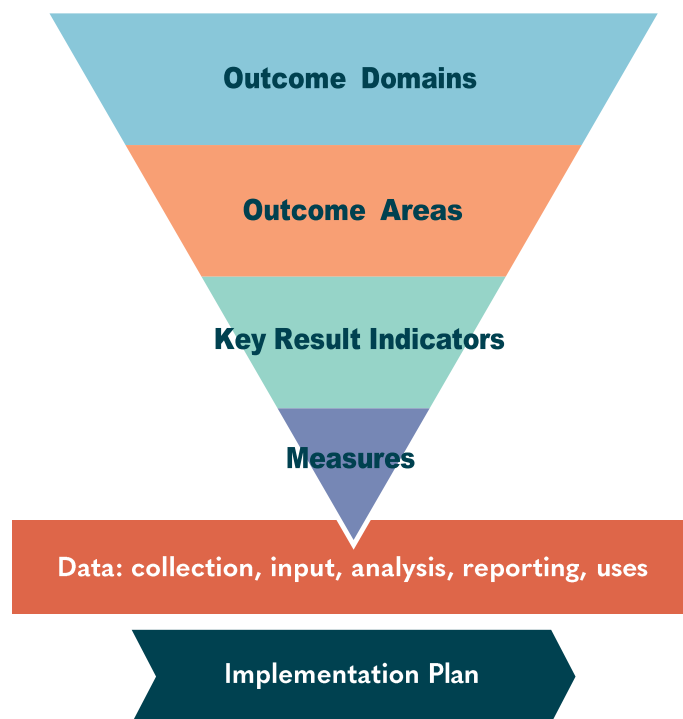 Outcome Domains
Outcome Areas
Key Result Indicators
Measures
Data: collection, input, analysis, reporting, uses
Implementation Plan